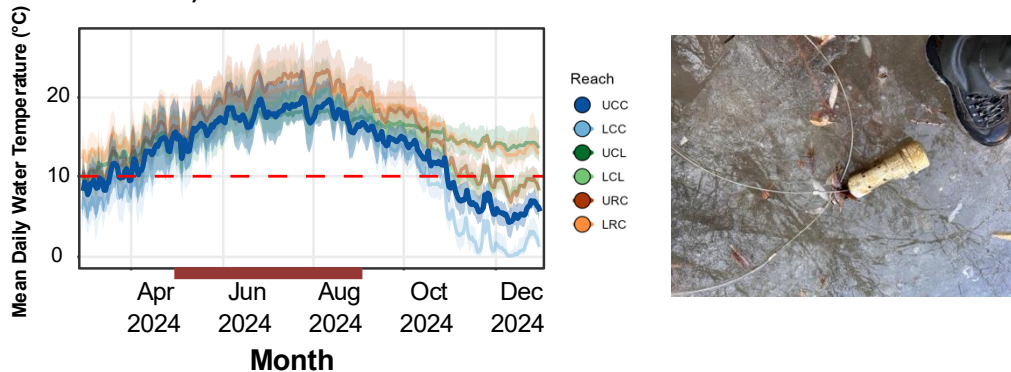 Mean Daily Water Temperature (°C)
20
10
0
Apr
2024
Jun
2024
Aug
2024
Oct
2024
Dec
2024
Month
Reach
UCC
LCC
UCL
LCL
URC
LRC